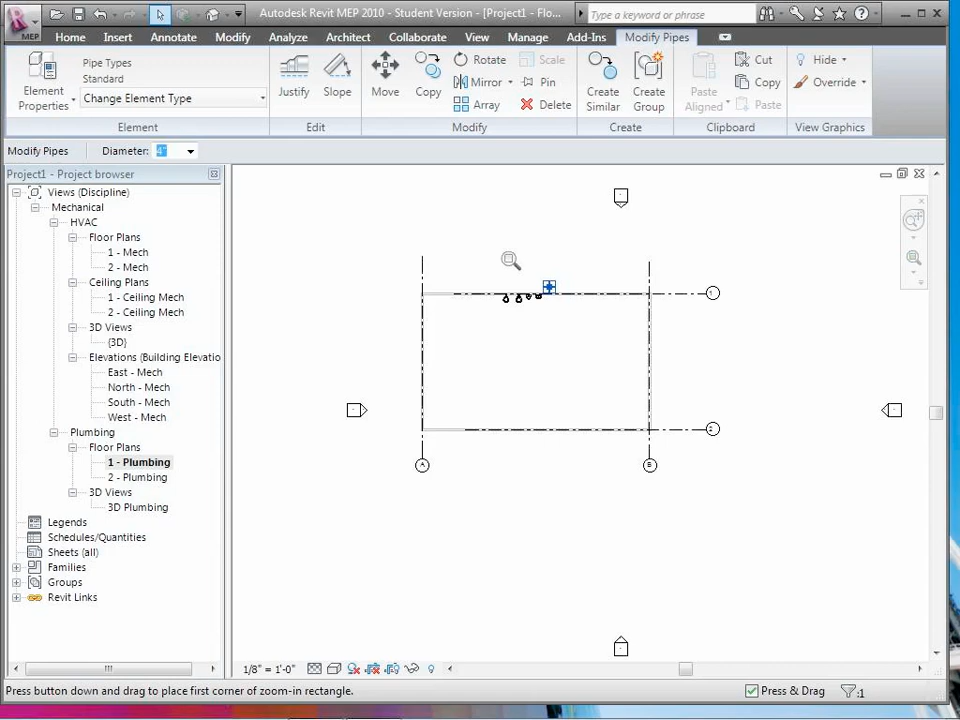 Autodesk Revit MEP 2010 - Student Version - [Project1 - Flo...
Type a keyword or phrase
MEP
Home Insert Annotate Modify Analyze Architect Collaborate View Manage Add-Ins Modify Pipes
Element Properties
Pipe Types
Standard
Change Element Type
Justify Slope
Move Copy
Rotate
Mirror
Array
Scale
Pin
Delete
Create Similar
Create Group
Paste Aligned
Cut
Copy
Paste
Hide
Override
Element Edit Modify Create Clipboard View Graphics
Modify Pipes Diameter: 4"
Project1 - Project browser
Views (Discipline)
Mechanical
HVAC
Floor Plans
1 - Mech
2 - Mech
Ceiling Plans
1 - Ceiling Mech
2 - Ceiling Mech
3D Views
{3D}
Elevations (Building Elevatio
East - Mech
North - Mech
South - Mech
West - Mech
Plumbing
Floor Plans
1 - Plumbing
2 - Plumbing
3D Views
3D Plumbing
Legends
Schedules/Quantities
Sheets (all)
Families
Groups
Revit Links
1
2
A
B
1/8" = 1'-0"
Press button down and drag to place first corner of zoom-in rectangle.
Press & Drag
:1